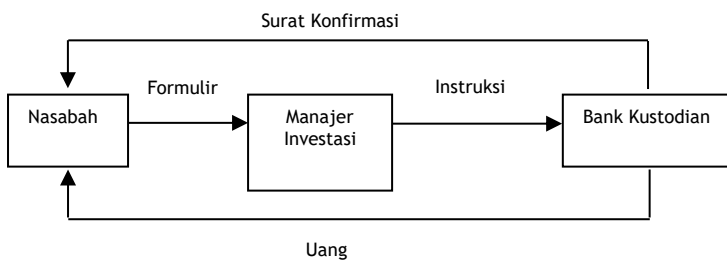 Surat Konfirmasi
Formulir
Instruksi
Nasabah
Manajer
Investasi
Bank Kustodian
Uang